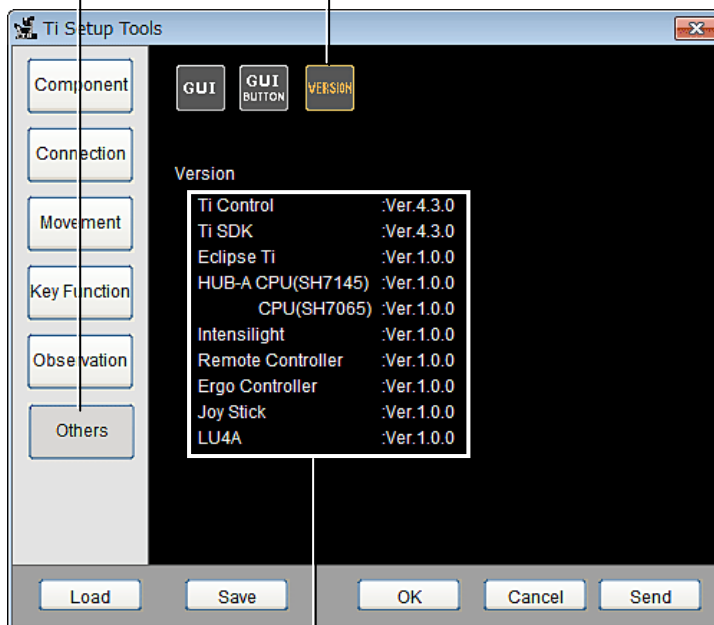 Ti Setup Tools
Component
Connection
Movement
Key Function
Observation
Others
GUI
GUI
BUTTON
VERSION
Version
Ti Control :Ver.4.3.0
Ti SDK :Ver.4.3.0
Eclipse Ti :Ver.1.0.0
HUB-A CPU(SH7145) :Ver.1.0.0
CPU(SH7065) :Ver.1.0.0
Intensilight :Ver.1.0.0
Remote Controller :Ver.1.0.0
Ergo Controller :Ver.1.0.0
Joy Stick :Ver.1.0.0
LU4A :Ver.1.0.0
Load Save OK Cancel Send